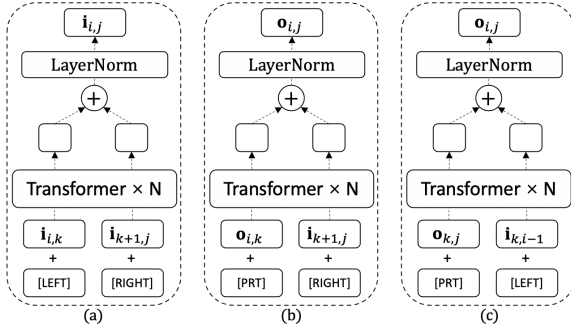 i_{i,j} o_{i,j} o_{i,j}
LayerNorm LayerNorm LayerNorm
+ + +
Transformer × N Transformer × N Transformer × N
i_{i,k} i_{k+1,j} o_{i,k} i_{k+1,j} o_{k,j} i_{k,i−1}
+ + + + + +
[LEFT] [RIGHT] [PRT] [RIGHT] [PRT] [LEFT]
(a) (b) (c)